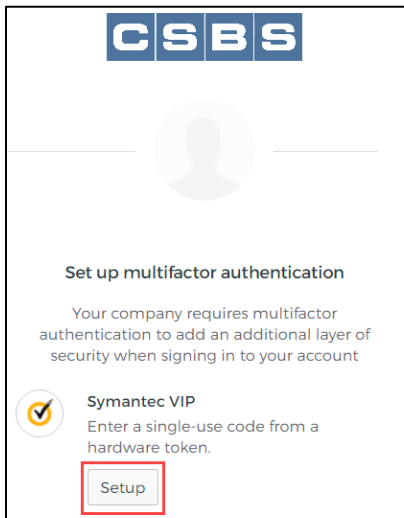 CSBS
Set up multifactor authentication
Your company requires multifactor
authentication to add an additional layer of
security when signing in to your account
Symantec VIP
Enter a single-use code from a
hardware token.
Setup